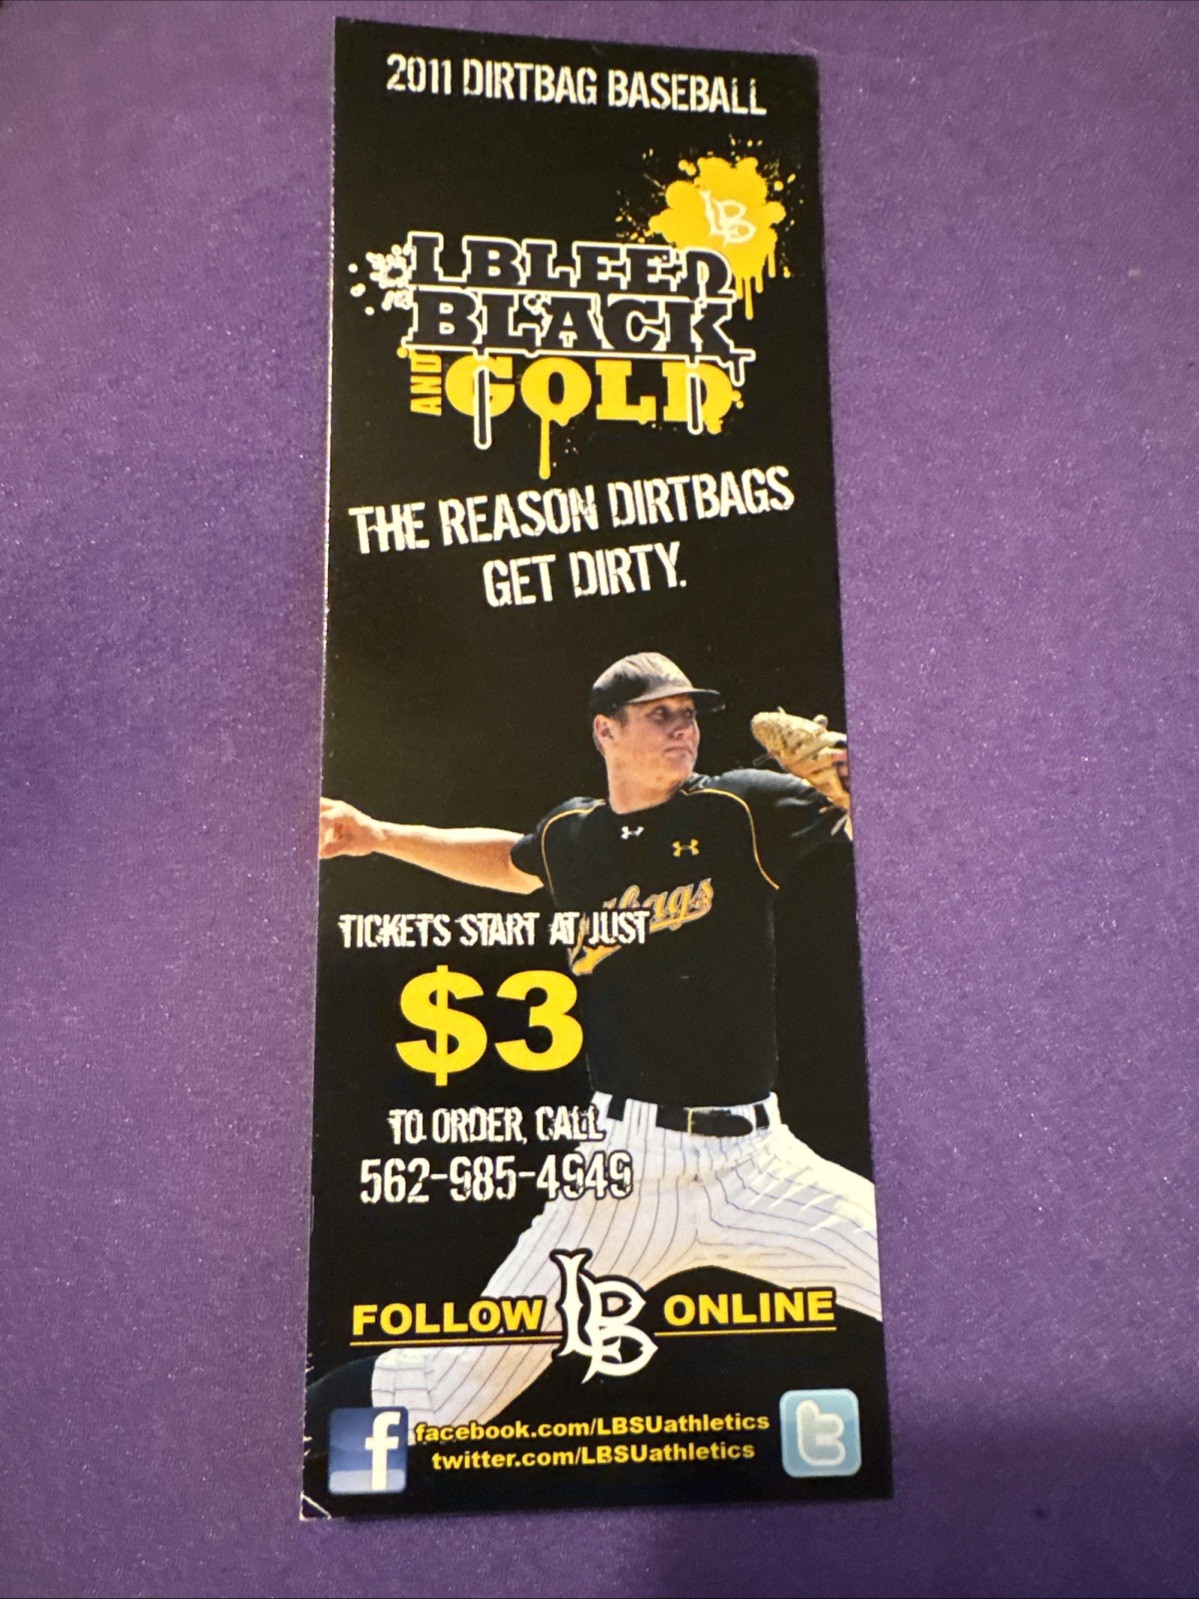 2011 DIRTBAG BASEBALL
LB
I BLEED
BLACK
AND GOLD
THE REASON DIRTBAGS
GET DIRTY.
TICKETS START AT JUST
$3
TO ORDER, CALL
562-985-4949
FOLLOW LB ONLINE
f facebook.com/LBSUathletics t
twitter.com/LBSUathletics